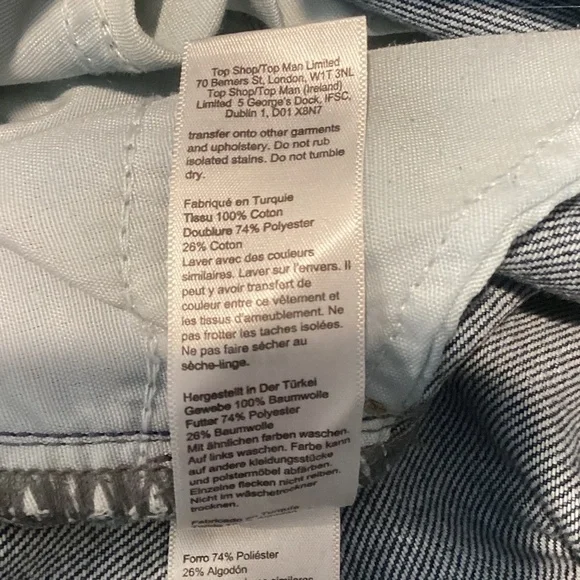 Top Shop/Top Man Limited
70 Berners St, London, W1T 3NL
Top Shop/Top Man (Ireland)
Limited 5 George's Dock, IFSC,
Dublin 1, D01 X8N7
transfer onto other garments
and upholstery. Do not rub
isolated stains. Do not tumble
dry.
Fabriqué en Turquie
Tissu 100% Coton
Doublure 74% Polyester
26% Coton
Laver avec des couleurs
similaires. Laver sur l'envers. Il
peut y avoir transfert de
couleur entre ce vêtement et
les tissus d'ameublement. Ne
pas frotter les taches isolées.
Ne pas faire sécher au
sèche-linge.
Hergestellt in Der Türkei
Gewebe 100% Baumwolle
Futter 74% Polyester
26% Baumwolle
Mit ähnlichen farben waschen.
Auf links waschen. Farbe kann
auf andere kleidungsstücke
und polstermöbel abfärben.
Einzelne flecken nicht reiben.
Nicht im wäschetrockner
trocknen.
Fabricado en Turquía
Forro 74% Poliéster
26% Algodón